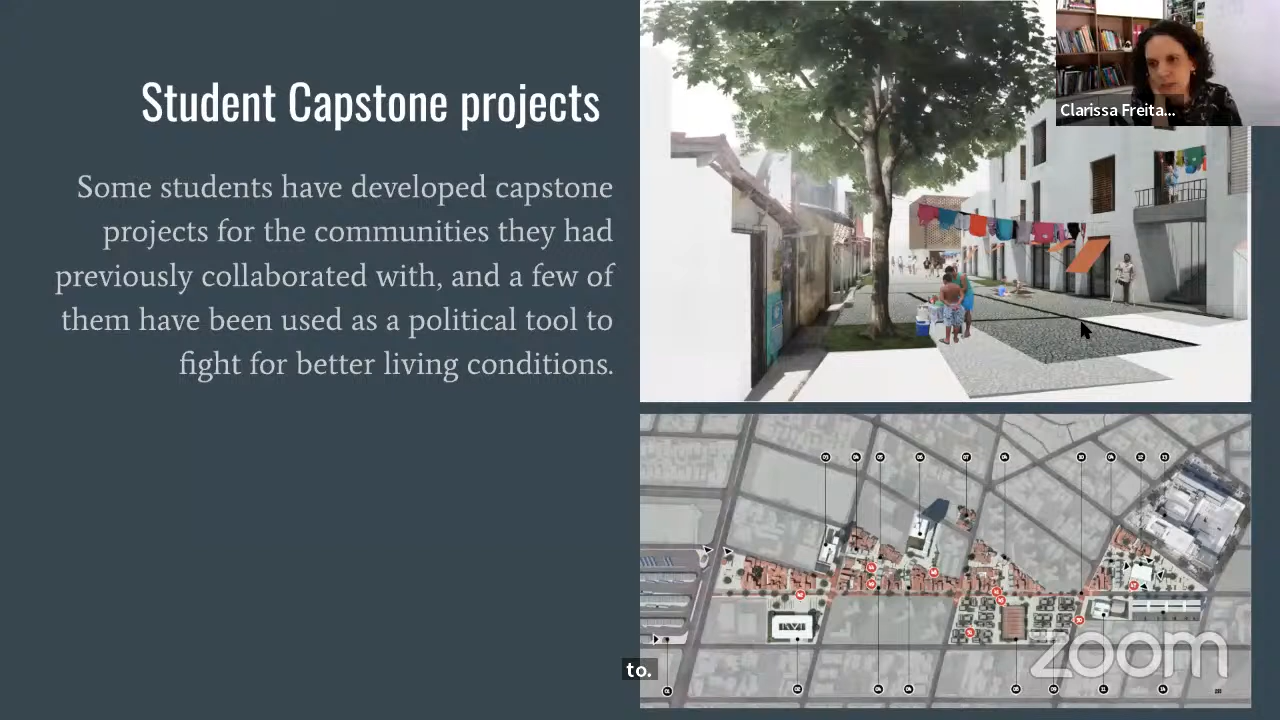 Student Capstone projects
Some students have developed capstone
projects for the communities they had
previously collaborated with, and a few of
them have been used as a political tool to
fight for better living conditions.
Clarissa Freita...
zoom
to.